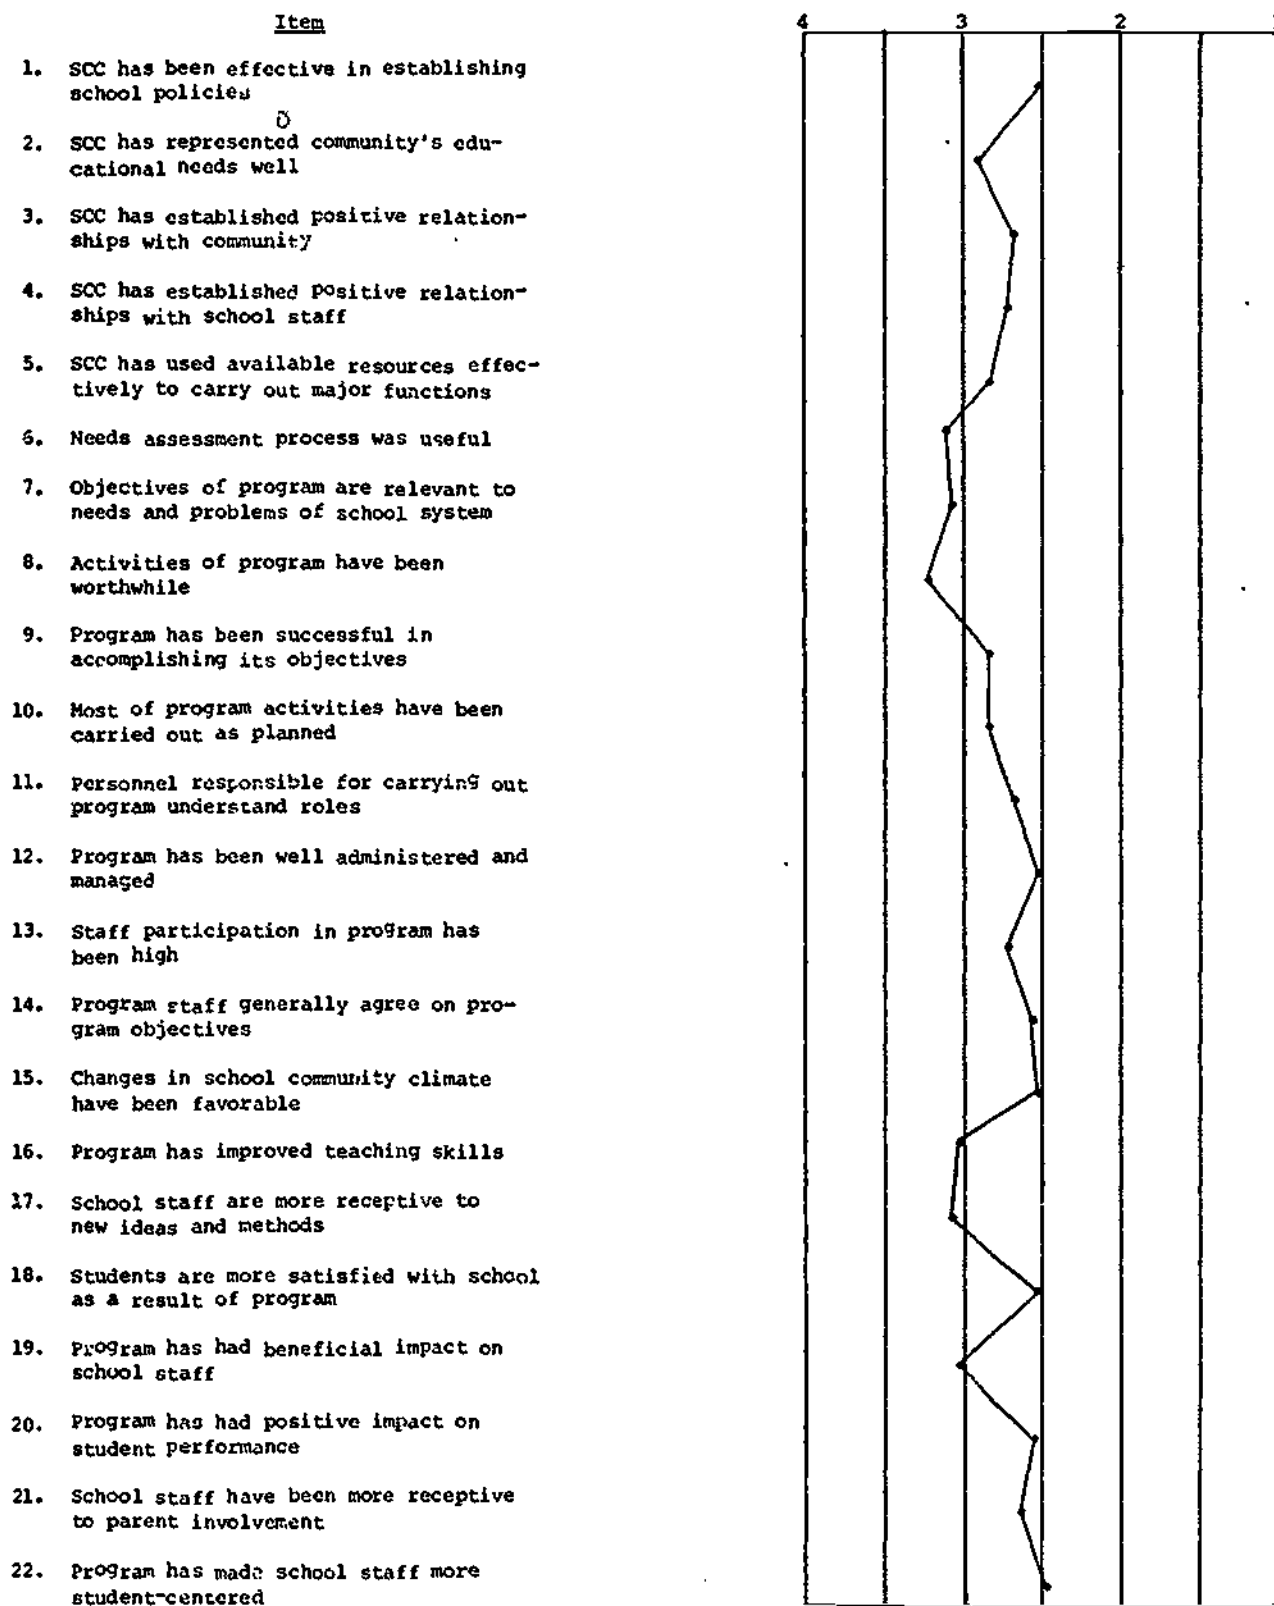 Item
4 3 2
1. SCC has been effective in establishing
school policies
2. SCC has represented community's edu-
cational needs well
3. SCC has established positive relation-
ships with community
4. SCC has established positive relation-
ships with school staff
5. SCC has used available resources effec-
tively to carry out major functions
6. Needs assessment process was useful
7. Objectives of program are relevant to
needs and problems of school system
8. Activities of program have been
worthwhile
9. Program has been successful in
accomplishing its objectives
10. Most of program activities have been
carried out as planned
11. Personnel responsible for carrying out
program understand roles
12. Program has been well administered and
managed
13. Staff participation in program has
been high
14. Program staff generally agree on pro-
gram objectives
15. Changes in school community climate
have been favorable
16. Program has improved teaching skills
17. School staff are more receptive to
new ideas and methods
18. Students are more satisfied with school
as a result of program
19. Program has had beneficial impact on
school staff
20. Program has had positive impact on
student performance
21. School staff have been more receptive
to parent involvement
22. Program has made school staff more
student-centered